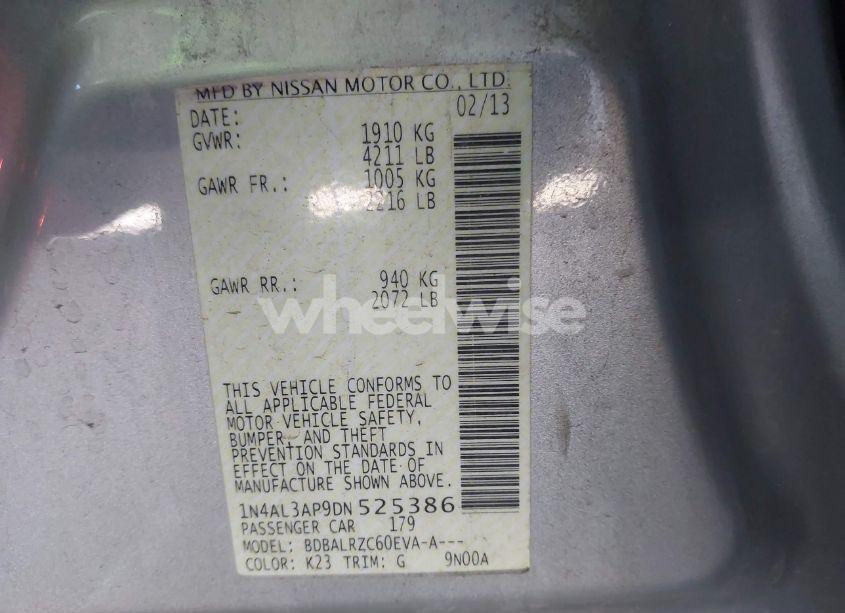 MFD BY NISSAN MOTOR CO., LTD.
DATE: 02/13
GVWR: 1910 KG
4211 LB
GAWR FR.: 1005 KG
2216 LB
GAWR RR.: 940 KG
2072 LB
wheelwise
THIS VEHICLE CONFORMS TO
ALL APPLICABLE FEDERAL
MOTOR VEHICLE SAFETY,
BUMPER, AND THEFT
PREVENTION STANDARDS IN
EFFECT ON THE DATE OF
MANUFACTURE SHOWN ABOVE.
1N4AL3AP9DN525386
PASSENGER CAR 179
MODEL: BDBALRZC60EVA-A---
COLOR: K23 TRIM: G 9N00A